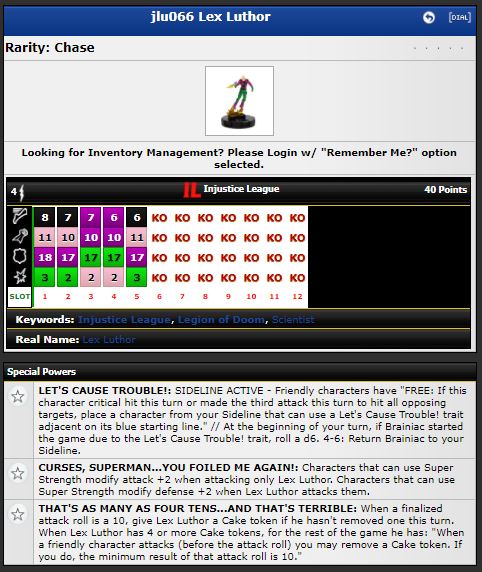 jlu066 Lex Luthor
[DIAL]
Rarity: Chase
Looking for Inventory Management? Please Login w/ "Remember Me?" option
selected.
4 IL Injustice League 40 Points
8 7 7 6 6 KO KO KO KO KO KO KO
11 10 10 10 11 KO KO KO KO KO KO KO
18 17 17 17 17 KO KO KO KO KO KO KO
3 2 2 2 3 KO KO KO KO KO KO KO
SLOT 1 2 3 4 5 6 7 8 9 10 11 12
Keywords: Injustice League, Legion of Doom, Scientist
Real Name: Lex Luthor
Special Powers
LET'S CAUSE TROUBLE!: SIDELINE ACTIVE - Friendly characters have "FREE: If this
character critical hit this turn or made the third attack this turn to hit all opposing
targets, place a character from your Sideline that can use a Let's Cause Trouble! trait
adjacent on its blue starting line." // At the beginning of your turn, if Brainiac started
the game due to the Let's Cause Trouble! trait, roll a d6. 4-6: Return Brainiac to your
Sideline.
CURSES, SUPERMAN...YOU FOILED ME AGAIN!: Characters that can use Super
Strength modify attack +2 when attacking only Lex Luthor. Characters that can use
Super Strength modify defense +2 when Lex Luthor attacks them.
THAT'S AS MANY AS FOUR TENS...AND THAT'S TERRIBLE: When a finalized
attack roll is a 10, give Lex Luthor a Cake token if he hasn't removed one this turn.
When Lex Luthor has 4 or more Cake tokens, for the rest of the game he has: "When
a friendly character attacks (before the attack roll) you may remove a Cake token. If
you do, the minimum result of that attack roll is 10."